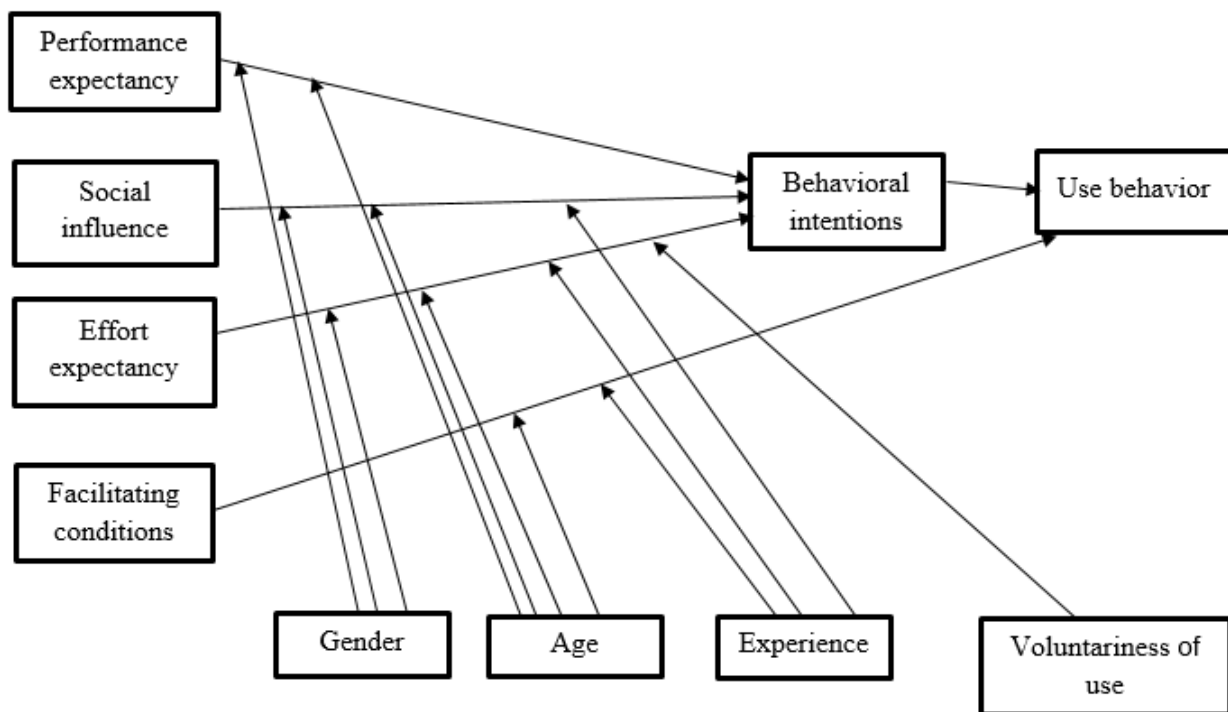 Performance
expectancy
Social
influence
Behavioral
intentions
Use behavior
Effort
expectancy
Facilitating
conditions
Gender
Age
Experience
Voluntariness of
use